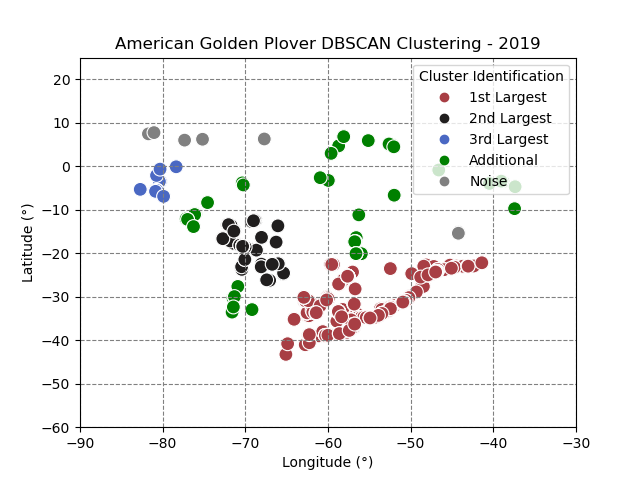 American Golden Plover DBSCAN Clustering - 2019
Cluster Identification
1st Largest
2nd Largest
3rd Largest
Additional
Noise
20
10
0
−10
−20
−30
−40
−50
−60
Latitude (°)
−90 −80 −70 −60 −50 −40 −30
Longitude (°)